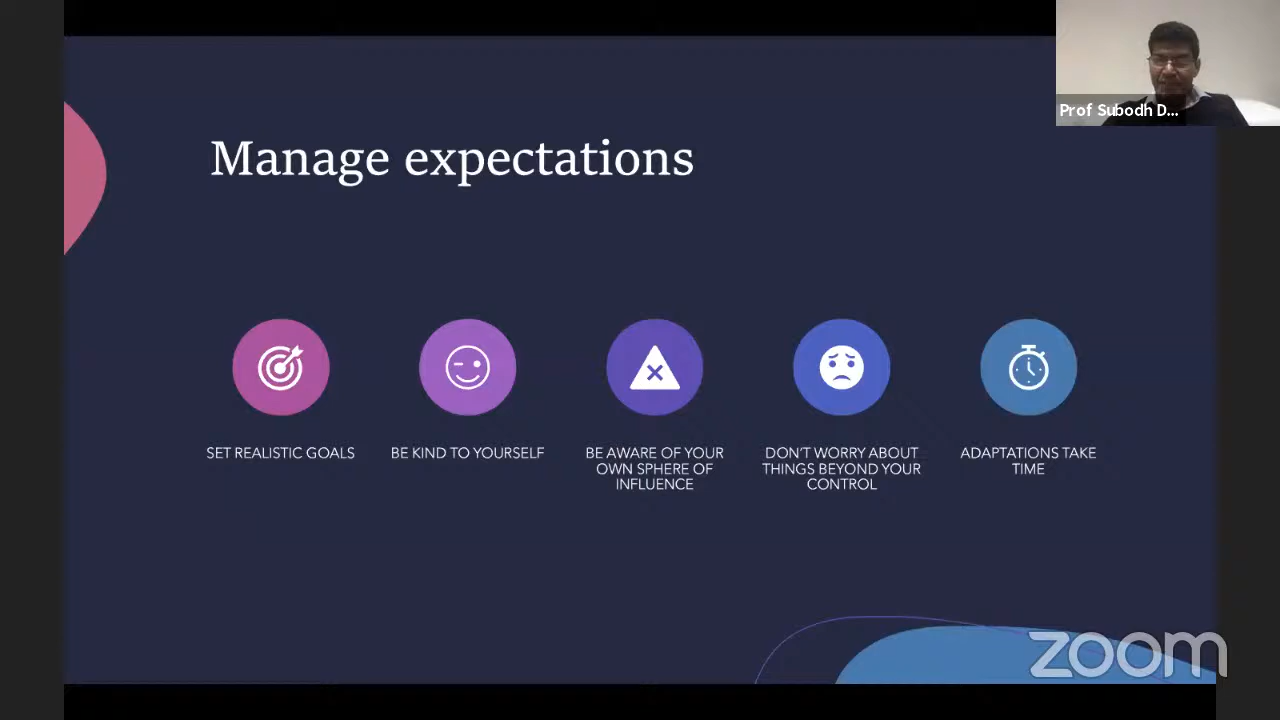 Prof Subodh D...
Manage expectations
SET REALISTIC GOALS
BE KIND TO YOURSELF
BE AWARE OF YOUR
OWN SPHERE OF
INFLUENCE
DON'T WORRY ABOUT
THINGS BEYOND YOUR
CONTROL
ADAPTATIONS TAKE
TIME
zoom